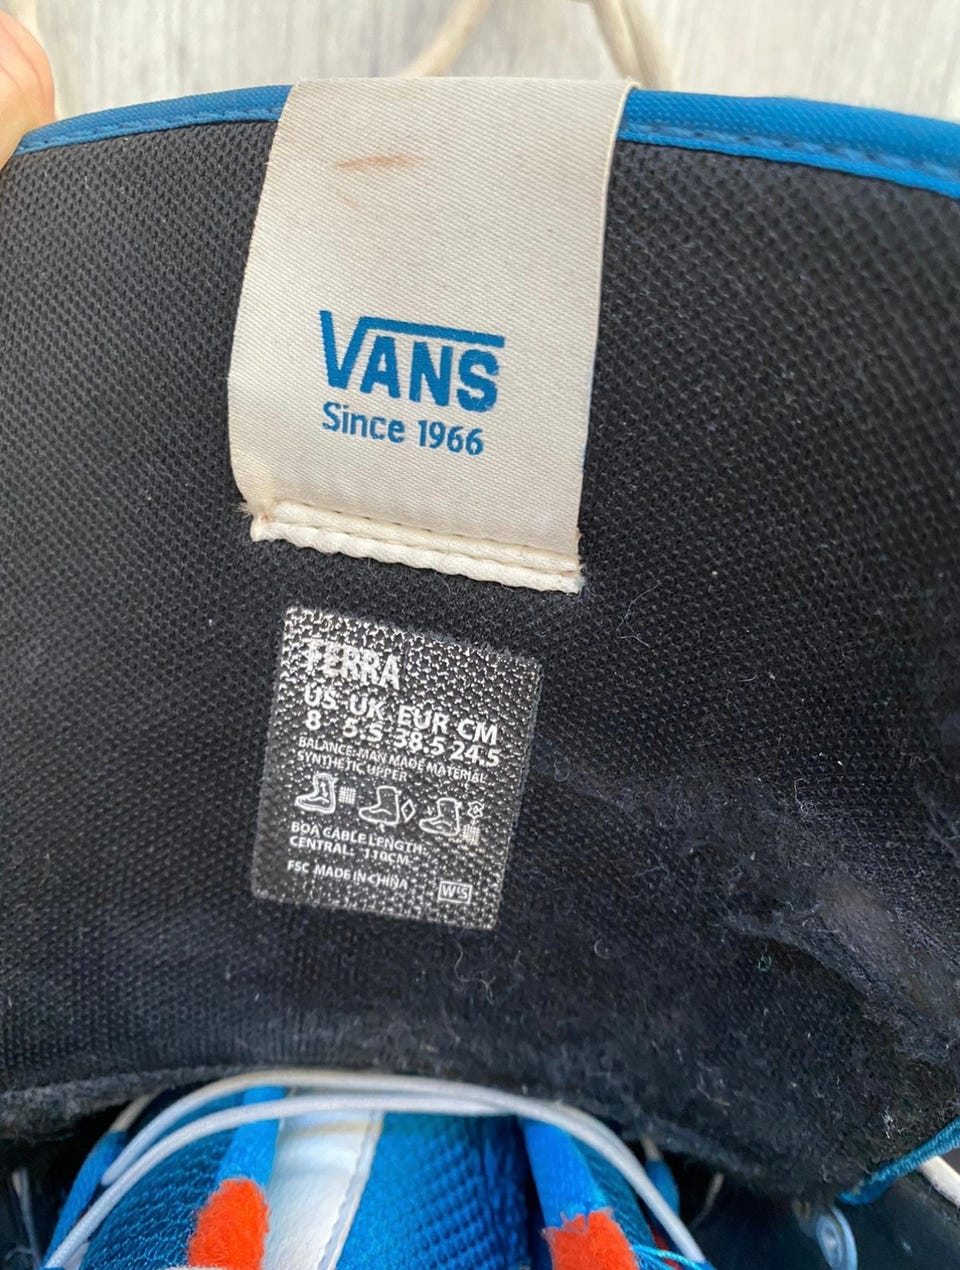 VANS
Since 1966
TERRA
US UK EUR CM
8 5.5 38.5 24.5
BALANCE: MAN MADE MATERIAL
SYNTHETIC UPPER
BOA CABLE LENGTH:
CENTRAL: 110CM
FSC MADE IN CHINA
W'S